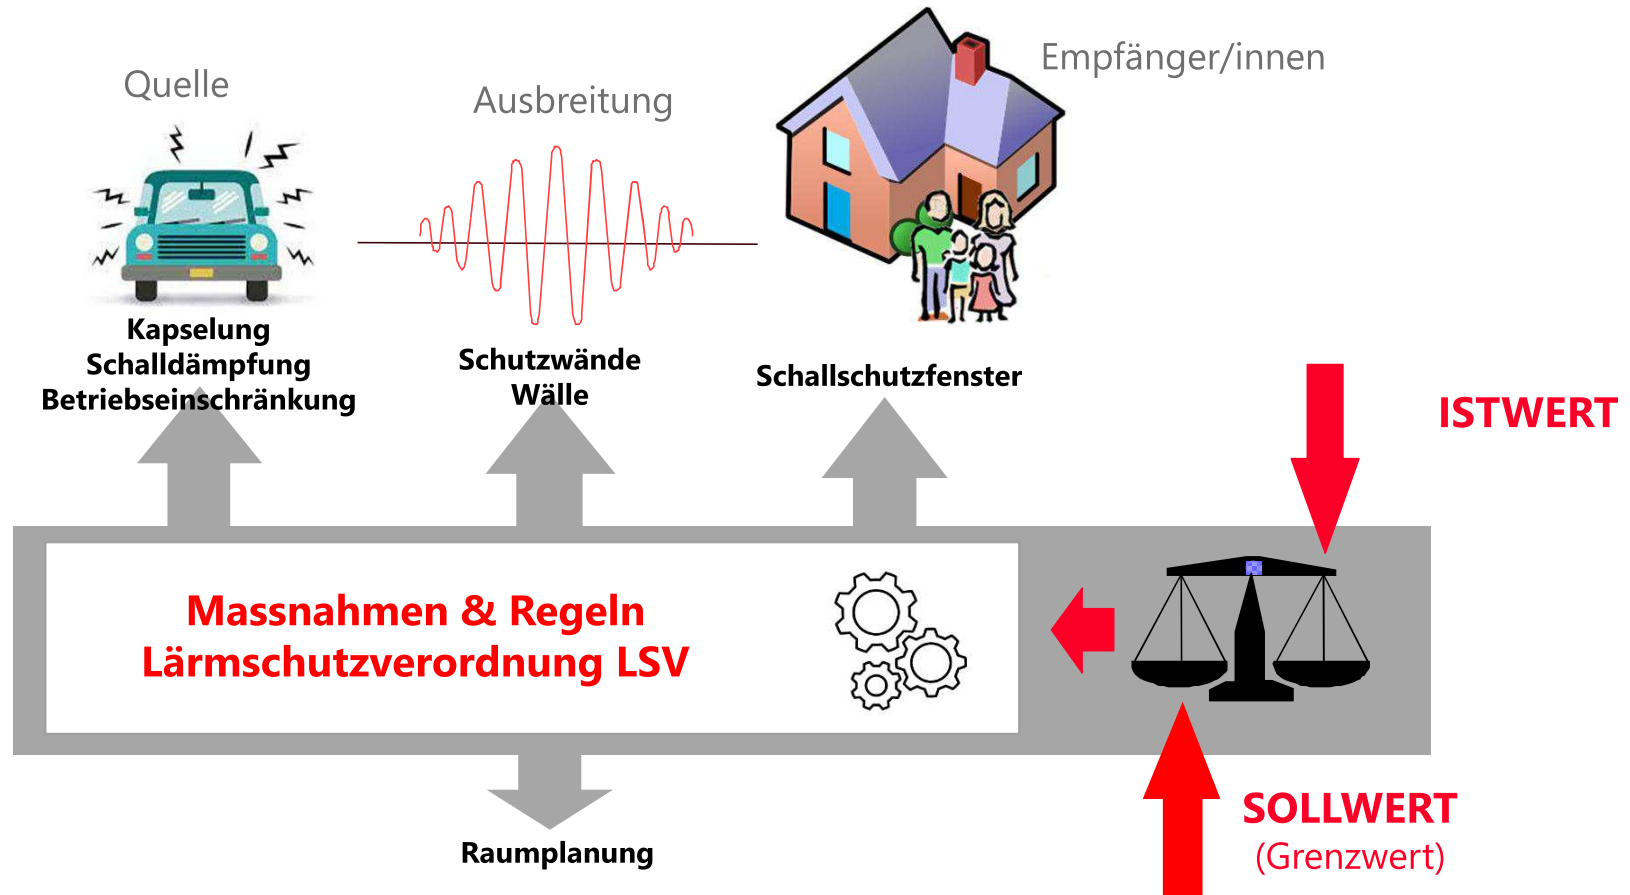 Quelle
Ausbreitung
Empfänger/innen
Kapselung
Schalldämpfung
Betriebseinschränkung
Schutzwände
Wälle
Schallschutzfenster
ISTWERT
Massnahmen & Regeln
Lärmschutzverordnung LSV
SOLLWERT
(Grenzwert)
Raumplanung